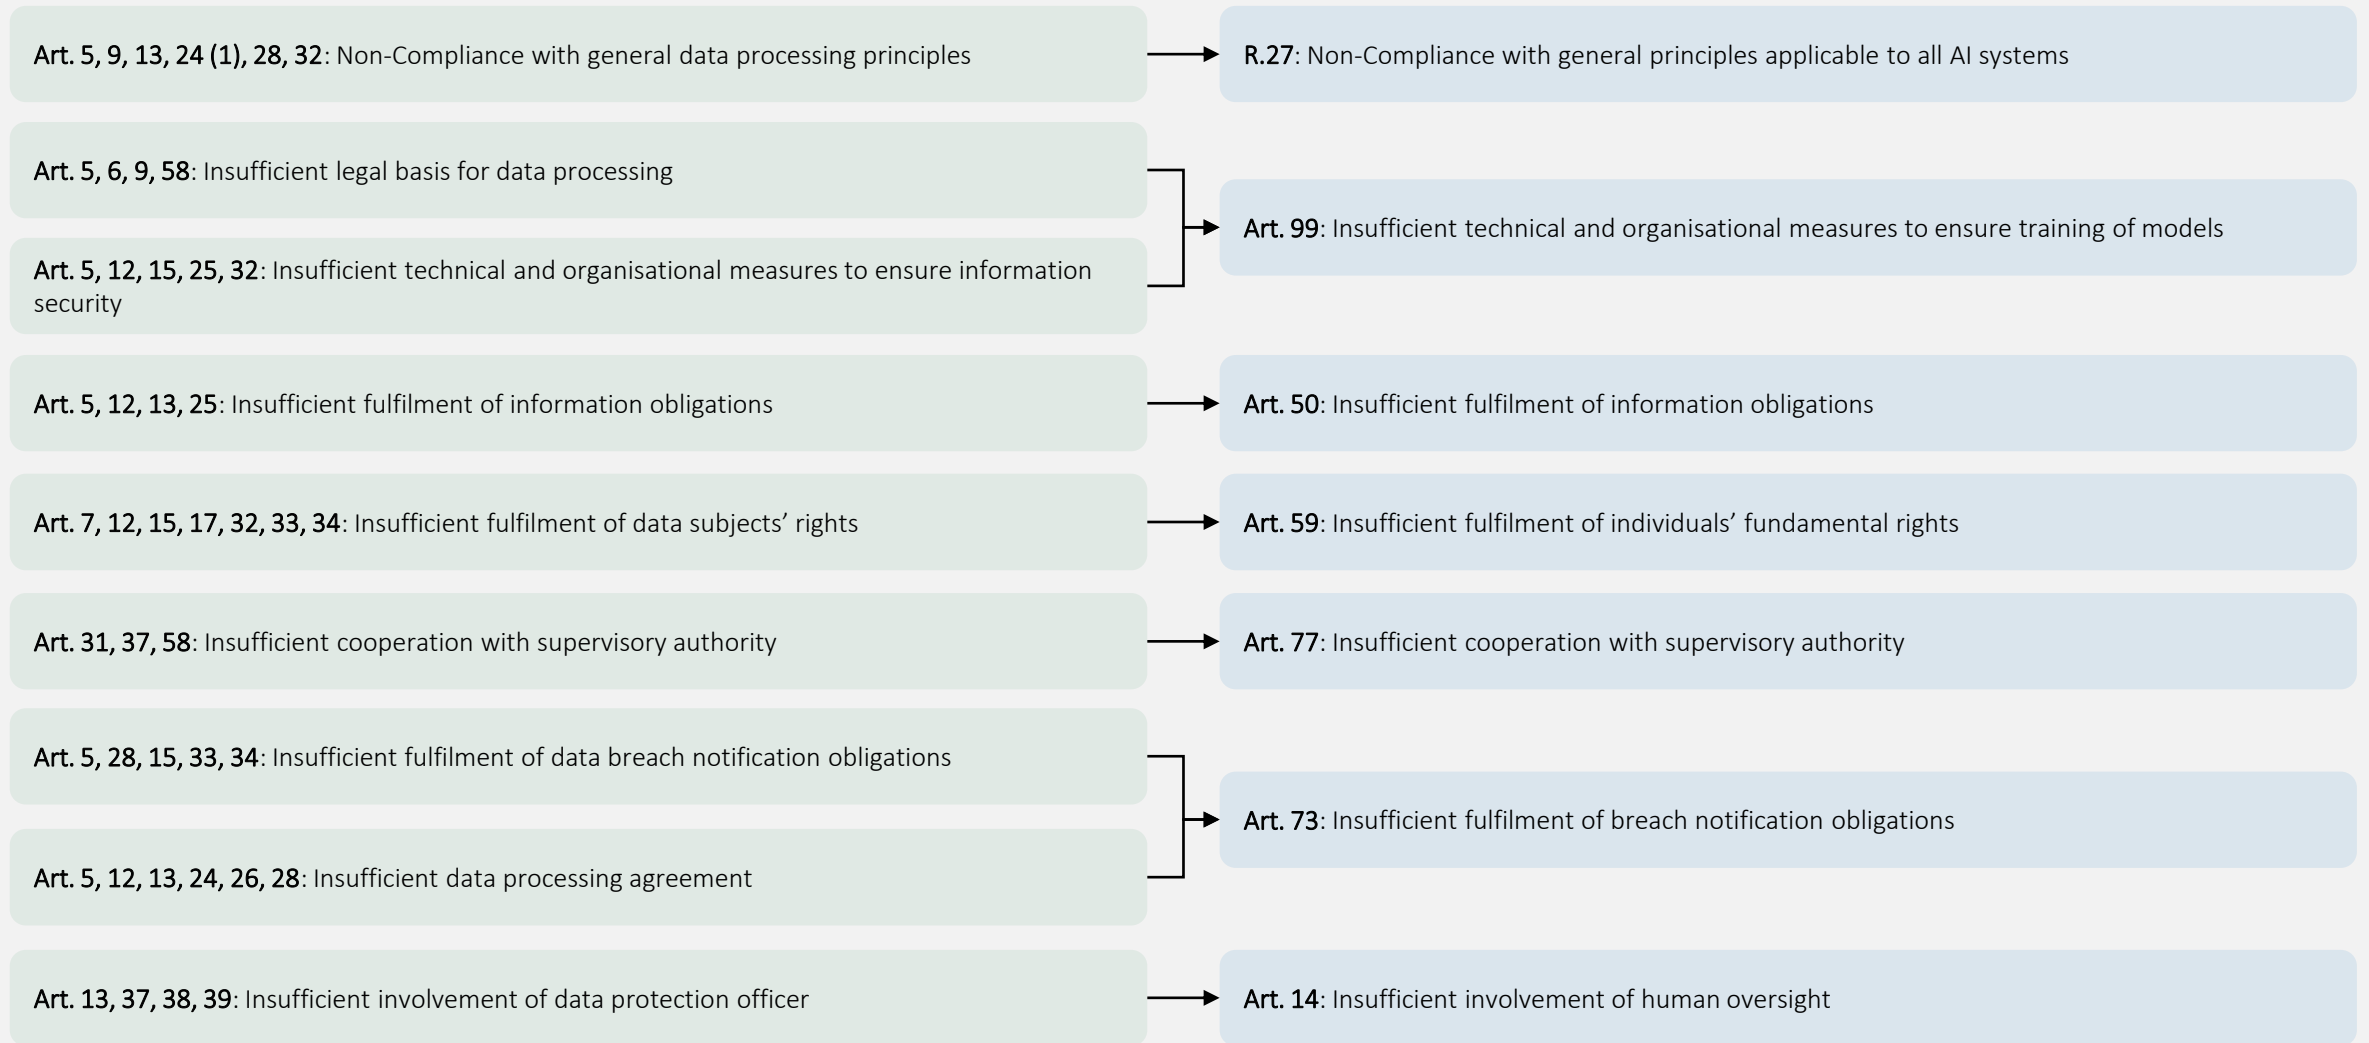 Art. 5, 9, 13, 24 (1), 28, 32: Non-Compliance with general data processing principles
R.27: Non-Compliance with general principles applicable to all AI systems
Art. 5, 6, 9, 58: Insufficient legal basis for data processing
Art. 5, 12, 15, 25, 32: Insufficient technical and organisational measures to ensure information
security
Art. 99: Insufficient technical and organisational measures to ensure training of models
Art. 5, 12, 13, 25: Insufficient fulfilment of information obligations
Art. 50: Insufficient fulfilment of information obligations
Art. 7, 12, 15, 17, 32, 33, 34: Insufficient fulfilment of data subjects’ rights
Art. 59: Insufficient fulfilment of individuals’ fundamental rights
Art. 31, 37, 58: Insufficient cooperation with supervisory authority
Art. 77: Insufficient cooperation with supervisory authority
Art. 5, 28, 15, 33, 34: Insufficient fulfilment of data breach notification obligations
Art. 5, 12, 13, 24, 26, 28: Insufficient data processing agreement
Art. 73: Insufficient fulfilment of breach notification obligations
Art. 13, 37, 38, 39: Insufficient involvement of data protection officer
Art. 14: Insufficient involvement of human oversight